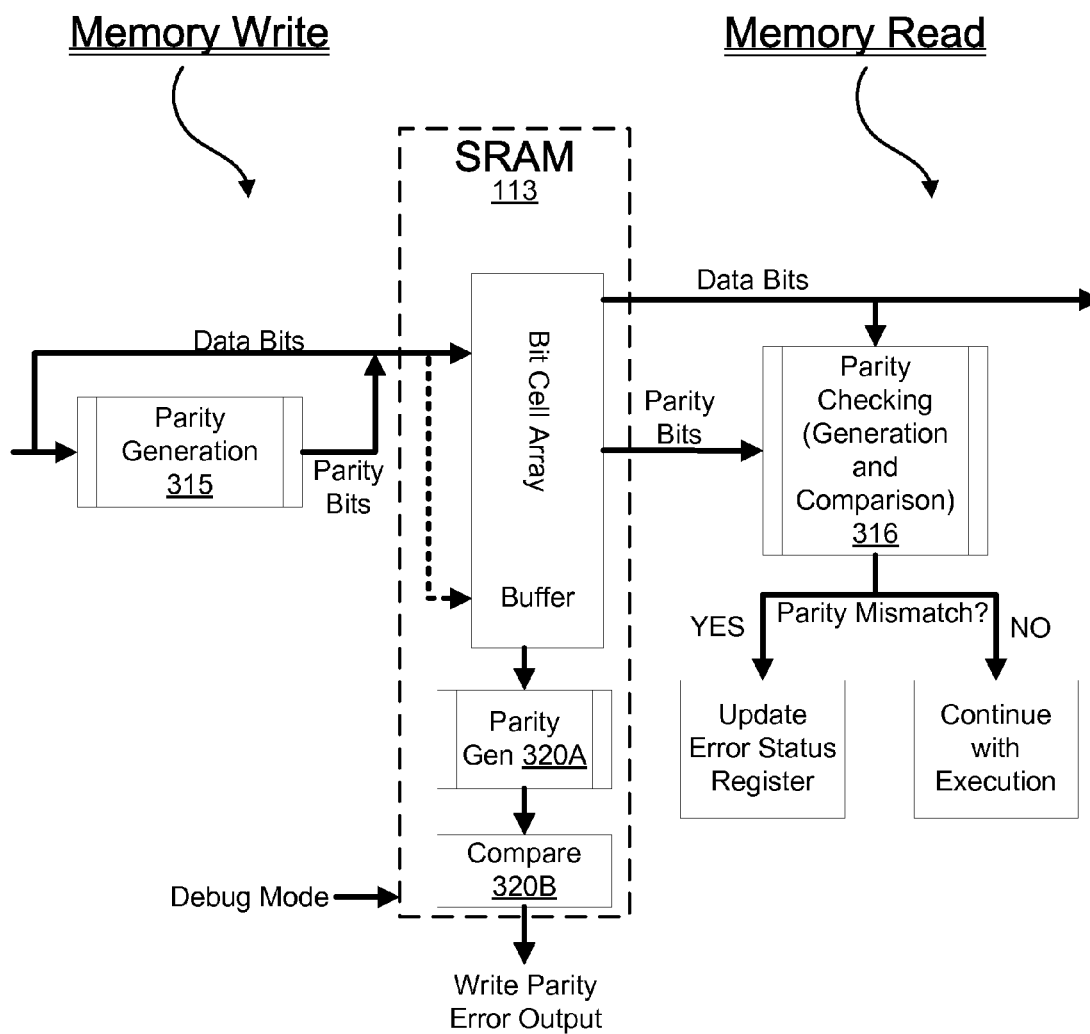 Memory Write
Memory Read
SRAM
113
Data Bits
Parity
Generation
315
Parity
Bits
Bit Cell Array
Buffer
Data Bits
Parity
Bits
Parity
Checking
(Generation
and
Comparison)
316
Parity Mismatch?
YES
NO
Update
Error Status
Register
Continue
with
Execution
Parity
Gen 320A
Compare
320B
Debug Mode
Write Parity
Error Output